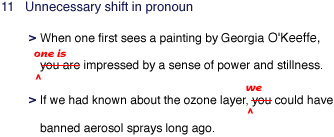 11 Unnecessary shift in pronoun
> When one first sees a painting by Georgia O'Keeffe,
one is
you are impressed by a sense of power and stillness.
^
we
> If we had known about the ozone layer, you could have
^
banned aerosol sprays long ago.